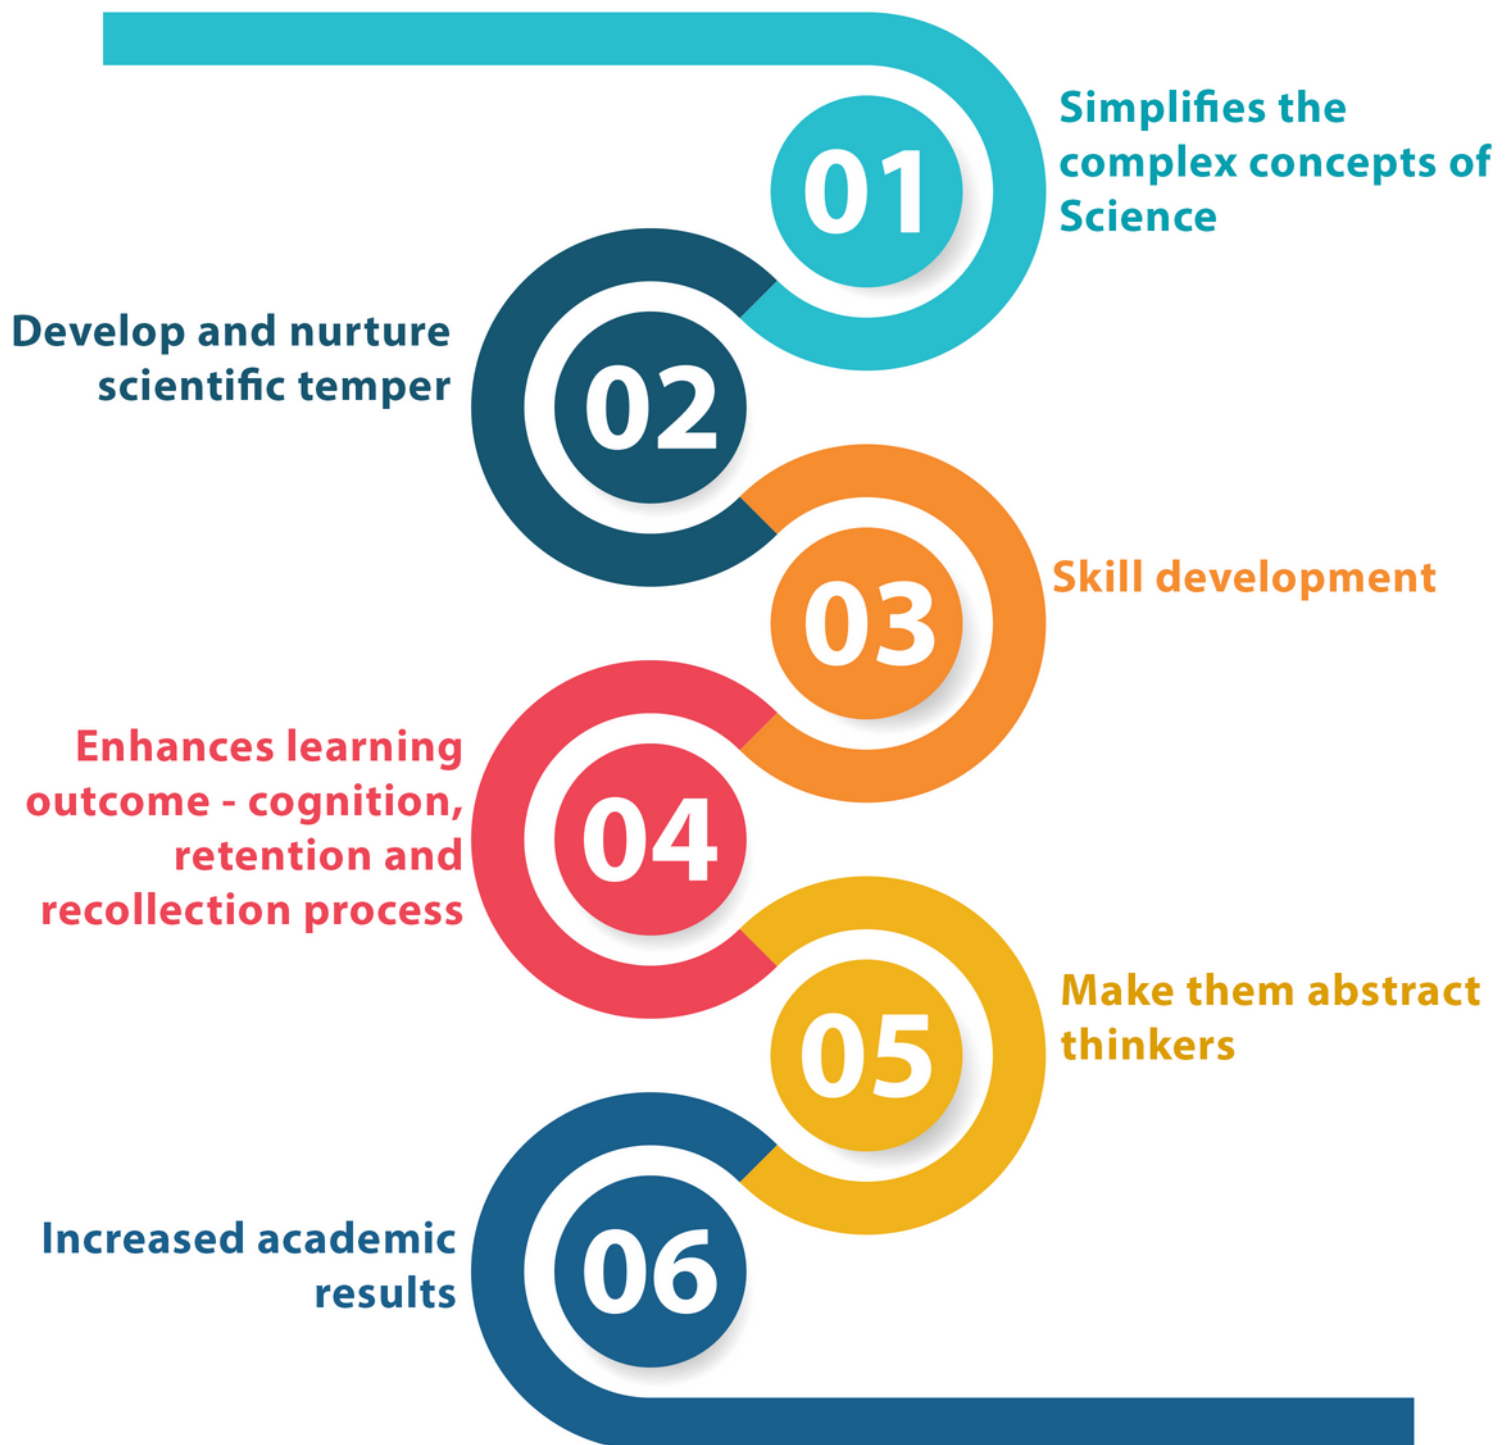 01
Simplifies the
complex concepts of
Science
Develop and nurture
scientific temper
02
03
Skill development
Enhances learning
outcome - cognition,
retention and
recollection process
04
05
Make them abstract
thinkers
Increased academic
results
06